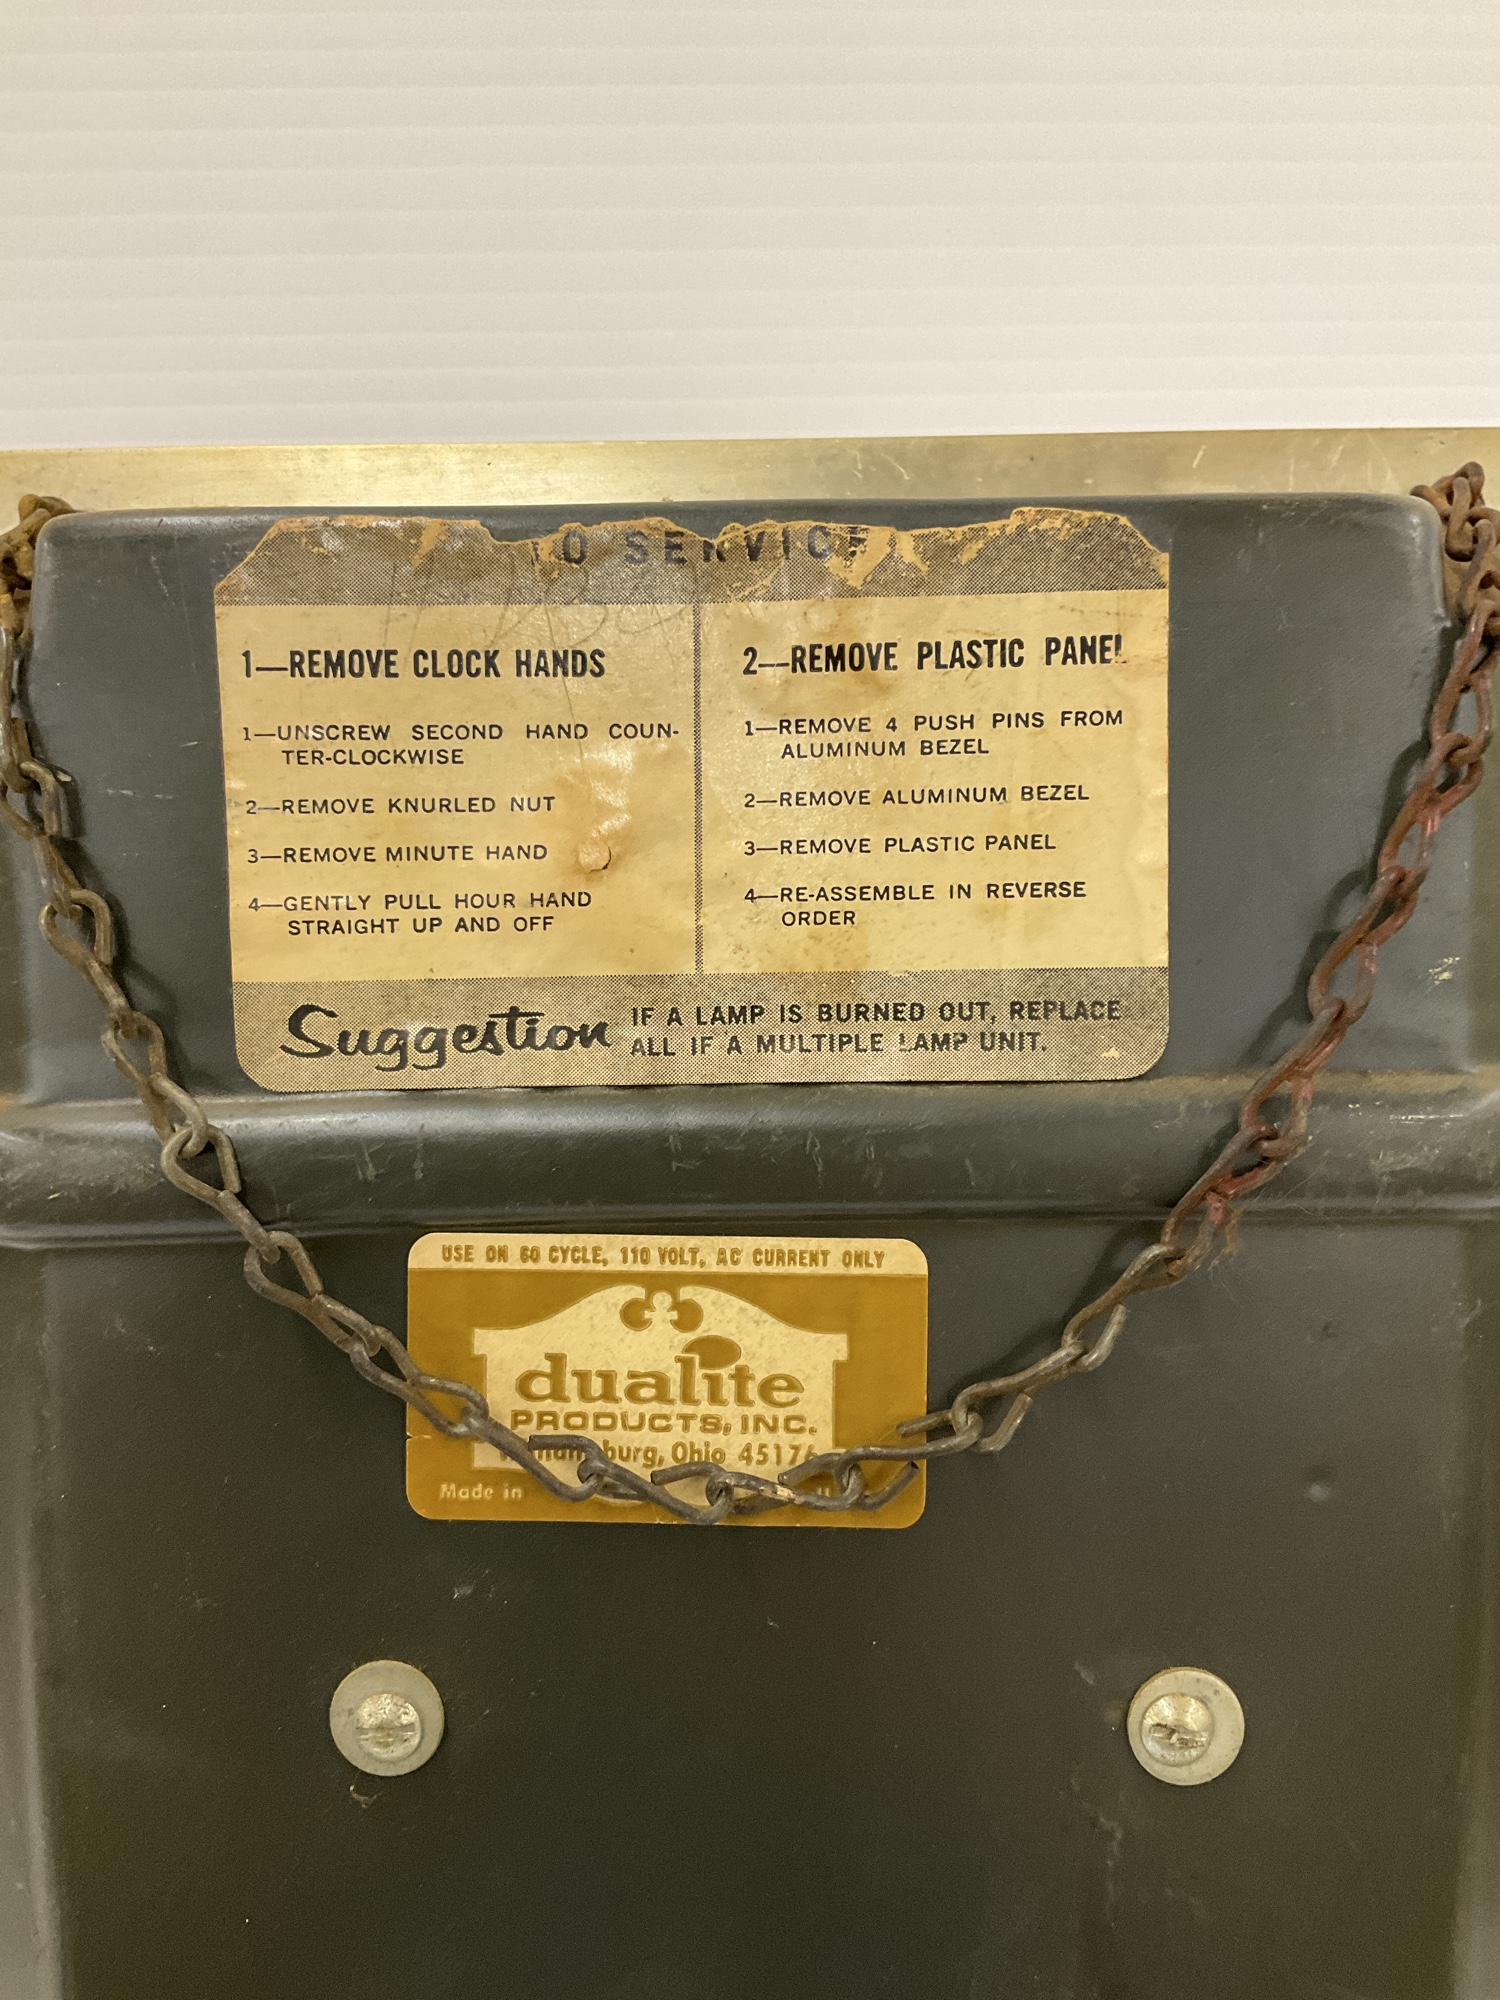 O SERVICE
1—REMOVE CLOCK HANDS
1—UNSCREW SECOND HAND COUN-
TER-CLOCKWISE
2—REMOVE KNURLED NUT
3—REMOVE MINUTE HAND
4—GENTLY PULL HOUR HAND
STRAIGHT UP AND OFF
2—REMOVE PLASTIC PANEL
1—REMOVE 4 PUSH PINS FROM
ALUMINUM BEZEL
2—REMOVE ALUMINUM BEZEL
3—REMOVE PLASTIC PANEL
4—RE-ASSEMBLE IN REVERSE
ORDER
Suggestion
IF A LAMP IS BURNED OUT, REPLACE
ALL IF A MULTIPLE LAMP UNIT.
USE ON 60 CYCLE, 110 VOLT, AC CURRENT ONLY
dualite
PRODUCTS, INC.
burg, Ohio 45176
Made in